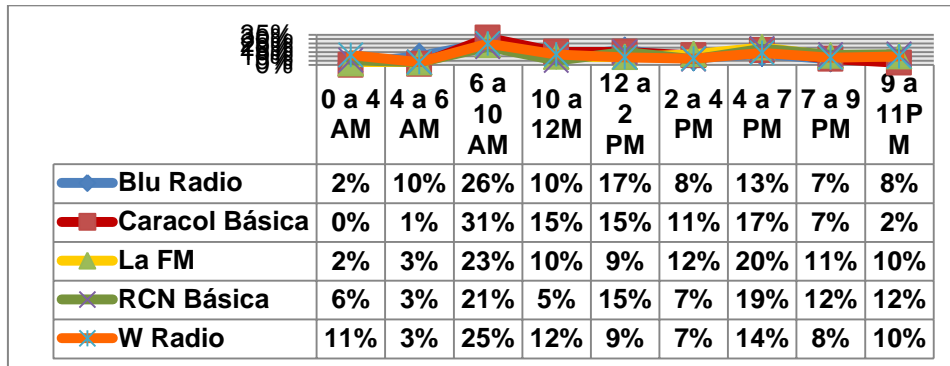 0 a 4 AM 4 a 6 AM 6 a 10 AM 10 a 12M 12 a 2 PM 2 a 4 PM 4 a 7 PM 7 a 9 PM 9 a 11PM
Blu Radio 2% 10% 26% 10% 17% 8% 13% 7% 8%
Caracol Básica 0% 1% 31% 15% 15% 11% 17% 7% 2%
La FM 2% 3% 23% 10% 9% 12% 20% 11% 10%
RCN Básica 6% 3% 21% 5% 15% 7% 19% 12% 12%
W Radio 11% 3% 25% 12% 9% 7% 14% 8% 10%